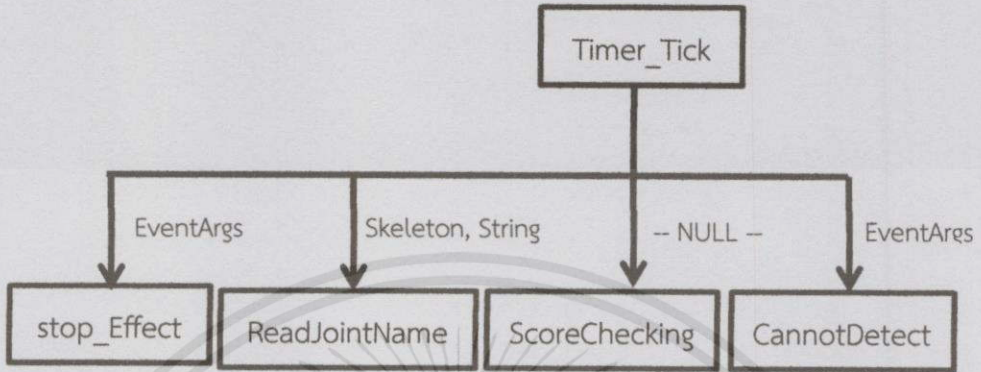 Timer_Tick
EventArgs
Skeleton, String
-- NULL --
EventArgs
stop_Effect
ReadJointName
ScoreChecking
CannotDetect